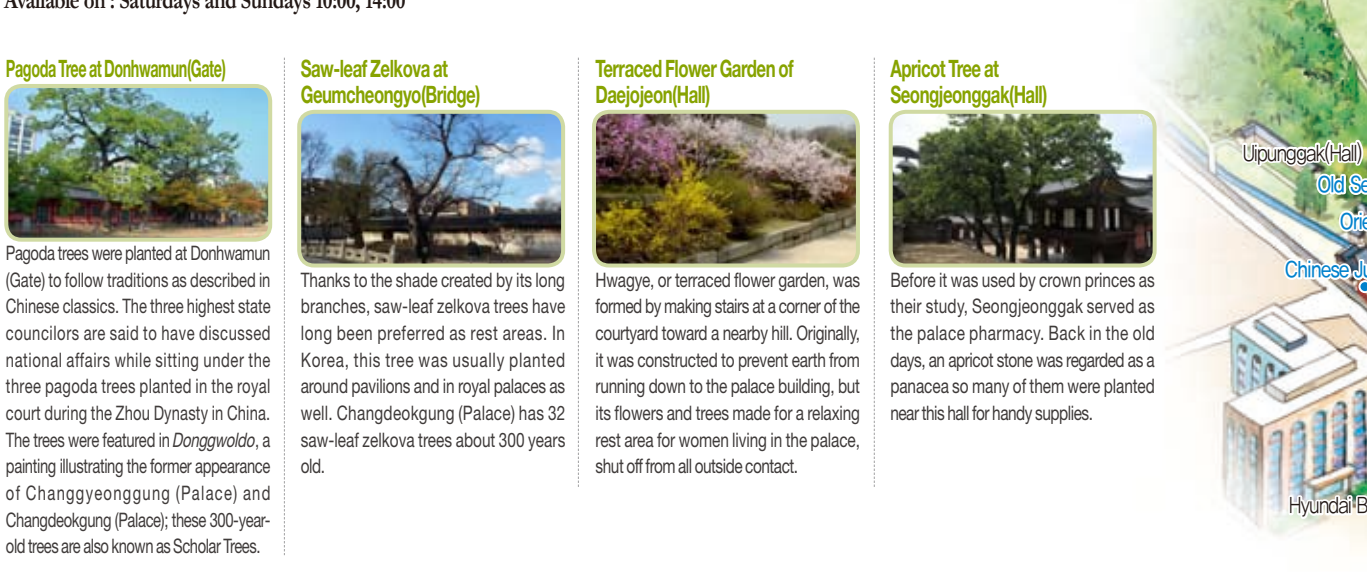 Available on : Saturdays and Sundays 10:00, 14:00
Pagoda Tree at Donhwamun(Gate)
Pagoda trees were planted at Donhwamun
(Gate) to follow traditions as described in
Chinese classics. The three highest state
councilors are said to have discussed
national affairs while sitting under the
three pagoda trees planted in the royal
court during the Zhou Dynasty in China.
The trees were featured in Donggwoldo, a
painting illustrating the former appearance
of Changgyeonggung (Palace) and
Changdeokgung (Palace); these 300-year-
old trees are also known as Scholar Trees.
Saw-leaf Zelkova at
Geumcheongyo(Bridge)
Thanks to the shade created by its long
branches, saw-leaf zelkova trees have
long been preferred as rest areas. In
Korea, this tree was usually planted
around pavilions and in royal palaces as
well. Changdeokgung (Palace) has 32
saw-leaf zelkova trees about 300 years
old.
Terraced Flower Garden of
Daejojeon(Hall)
Hwagye, or terraced flower garden, was
formed by making stairs at a corner of the
courtyard toward a nearby hill. Originally,
it was constructed to prevent earth from
running down to the palace building, but
its flowers and trees made for a relaxing
rest area for women living in the palace,
shut off from all outside contact.
Apricot Tree at
Seongjeonggak(Hall)
Before it was used by crown princes as
their study, Seongjeonggak served as
the palace pharmacy. Back in the old
days, an apricot stone was regarded as a
panacea so many of them were planted
near this hall for handy supplies.
Uipunggak(Hall)
Old Se
Orie
Chinese Ju
Hyundai B